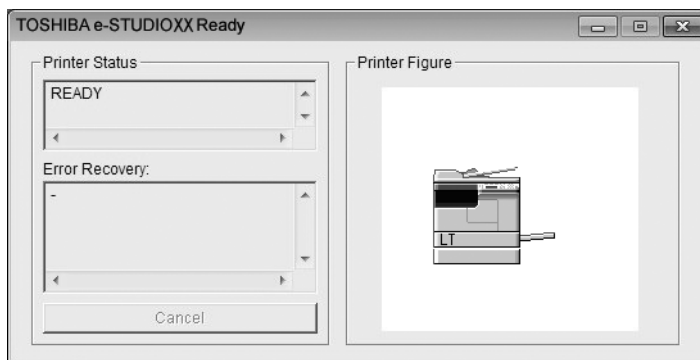 TOSHIBA e-STUDIOXX Ready
Printer Status
READY
Error Recovery:
-
Cancel
Printer Figure
LT